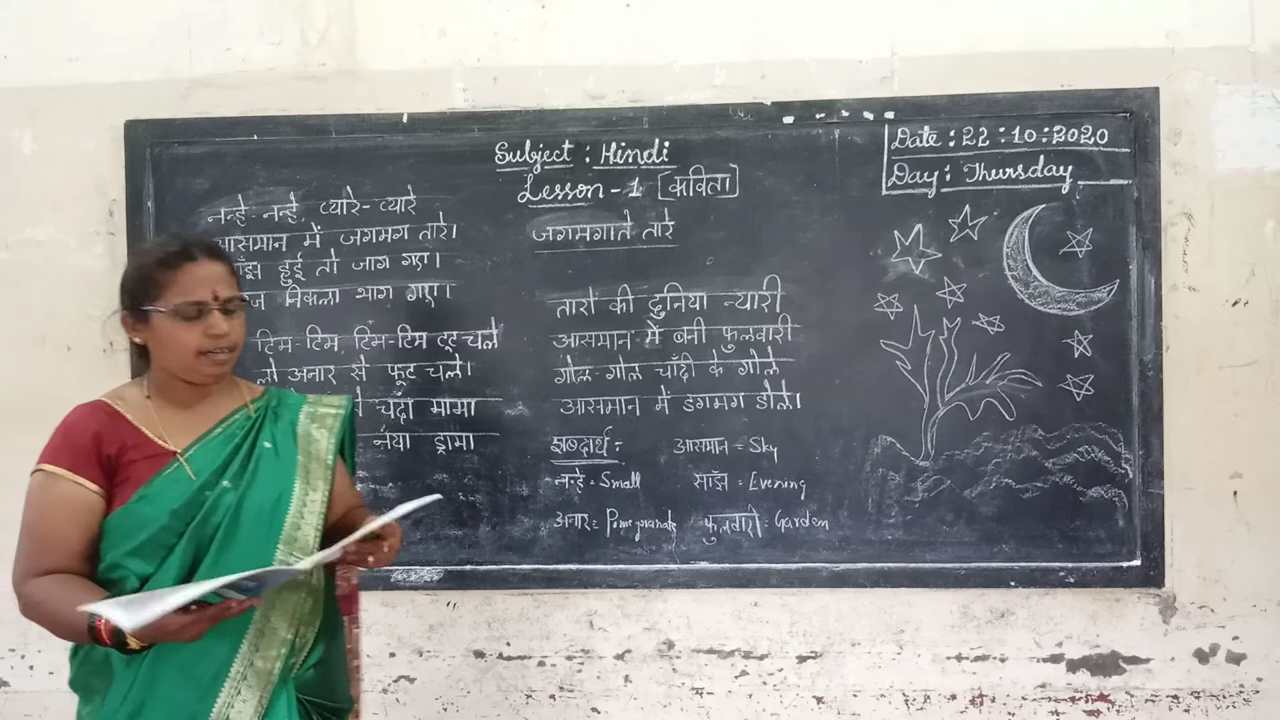 Date : 22 : 10 : 2020
Day : Thursday
Subject : Hindi
Lesson - 1 [कविता]
जगमगाते तारे
नन्हे-नन्हे, प्यारे-प्यारे
आसमान में जगमग तारे।
साँझ हुई तो जाग गए।
निकला भाग गए।
टिम-टिम, टिम-टिम टूट चले
लो अनार से फूट चले।
चंदा मामा
नया ड्रामा
तारों की दुनिया न्यारी
आसमान में बनी फुलवारी
गोल-गोल चाँदी के गोले
आसमान में डगमग डोले।
शब्दार्थ :- आसमान = Sky
नन्हे = Small साँझ = Evening
अनार = Pomegranate फुलवारी = Garden